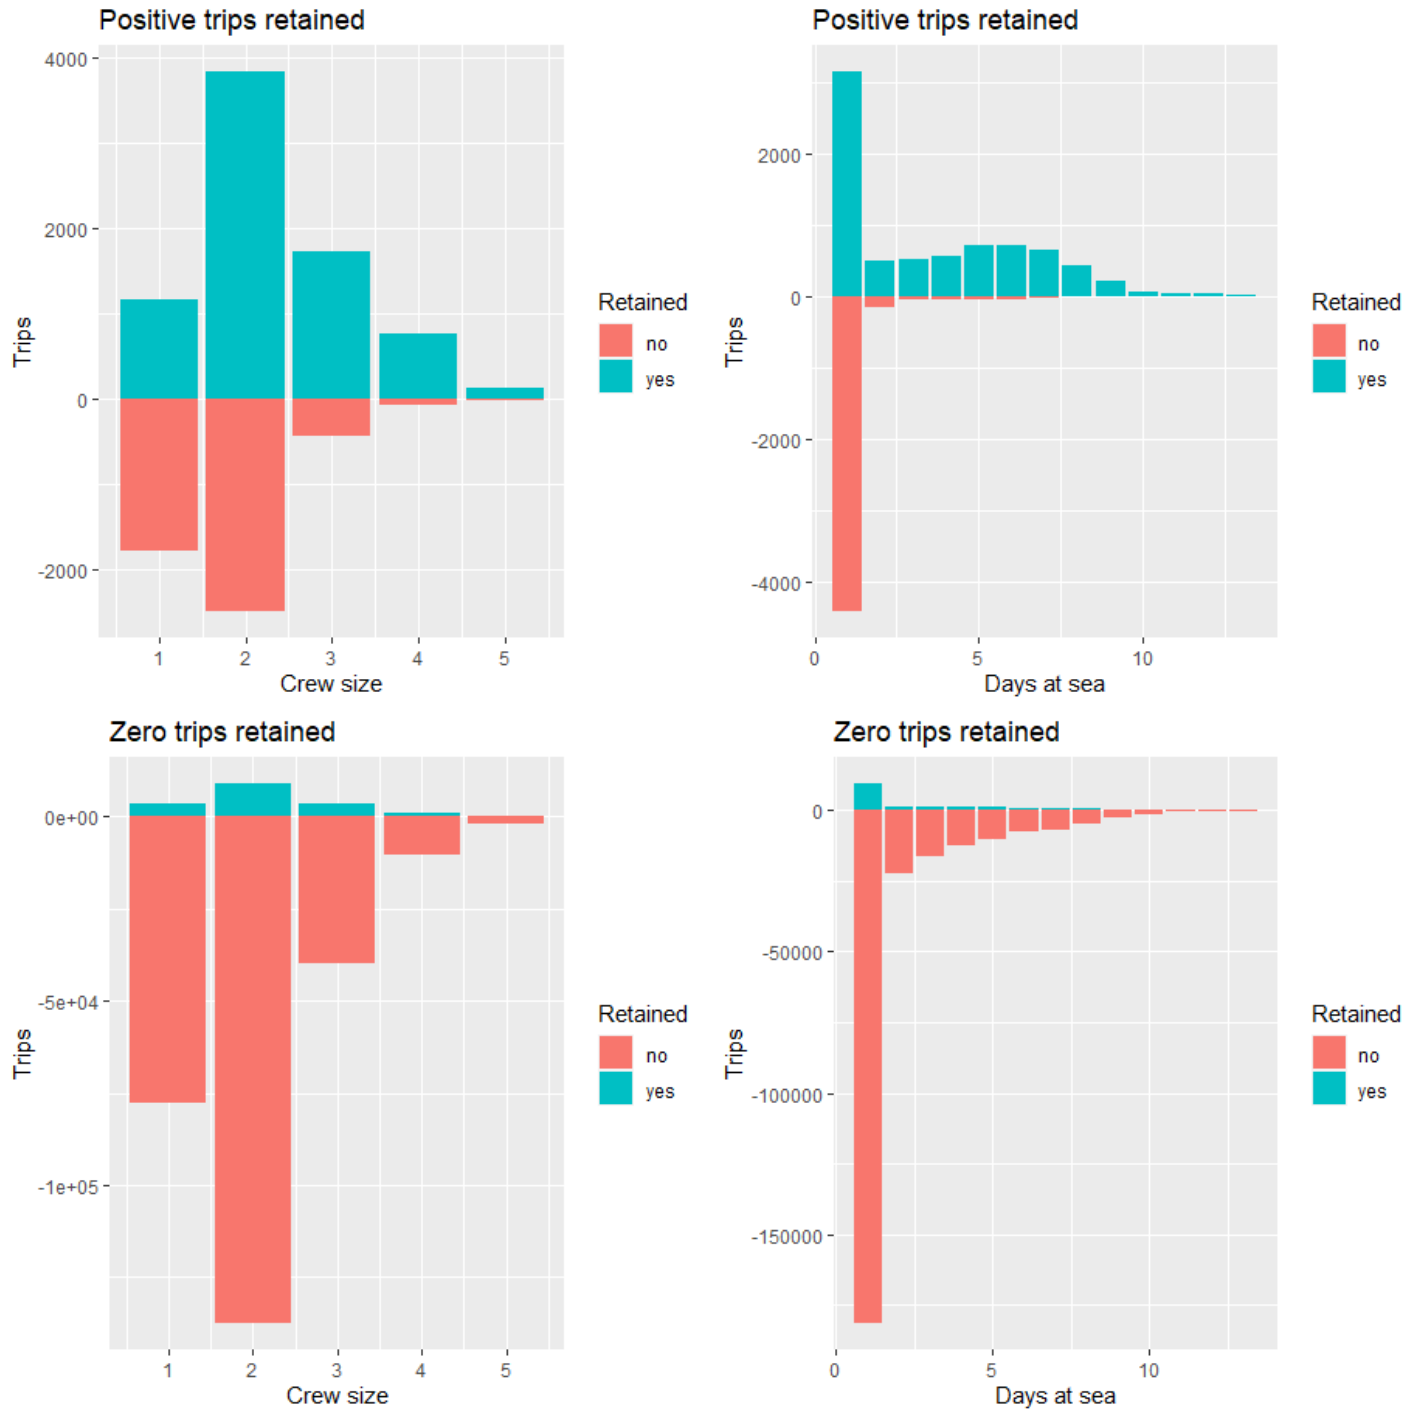 Positive trips retained
4000
2000
0
-2000
Trips
1 2 3 4 5
Crew size
Retained
no
yes
Positive trips retained
2000
0
-2000
-4000
Trips
0 5 10
Days at sea
Retained
no
yes
Zero trips retained
0e+00
-5e+04
-1e+05
Trips
1 2 3 4 5
Crew size
Retained
no
yes
Zero trips retained
0
-50000
-100000
-150000
Trips
0 5 10
Days at sea
Retained
no
yes